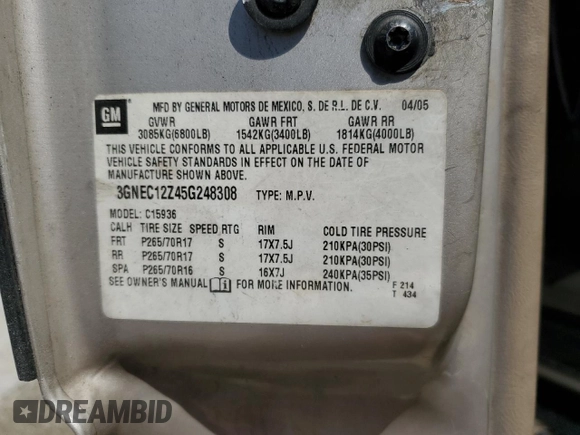 GM
MFD BY GENERAL MOTORS DE MEXICO, S. DE R.L. DE C.V. 04/05
GVWR GAWR FRT GAWR RR
3085KG(6800LB) 1542KG(3400LB) 1814KG(4000LB)
THIS VEHICLE CONFORMS TO ALL APPLICABLE U.S. FEDERAL MOTOR
VEHICLE SAFETY STANDARDS IN EFFECT ON THE DATE OF
MANUFACTURE SHOWN ABOVE.
3GNEC12Z45G248308 TYPE: M.P.V.
MODEL: C15936
CALH TIRE SIZE SPEED RTG RIM COLD TIRE PRESSURE
FRT P265/70R17 S 17X7.5J 210KPA(30PSI)
RR P265/70R17 S 17X7.5J 210KPA(30PSI)
SPA P265/70R16 S 16X7J 240KPA(35PSI)
SEE OWNER'S MANUAL FOR MORE INFORMATION.
F 214
T 434
DREAMBID